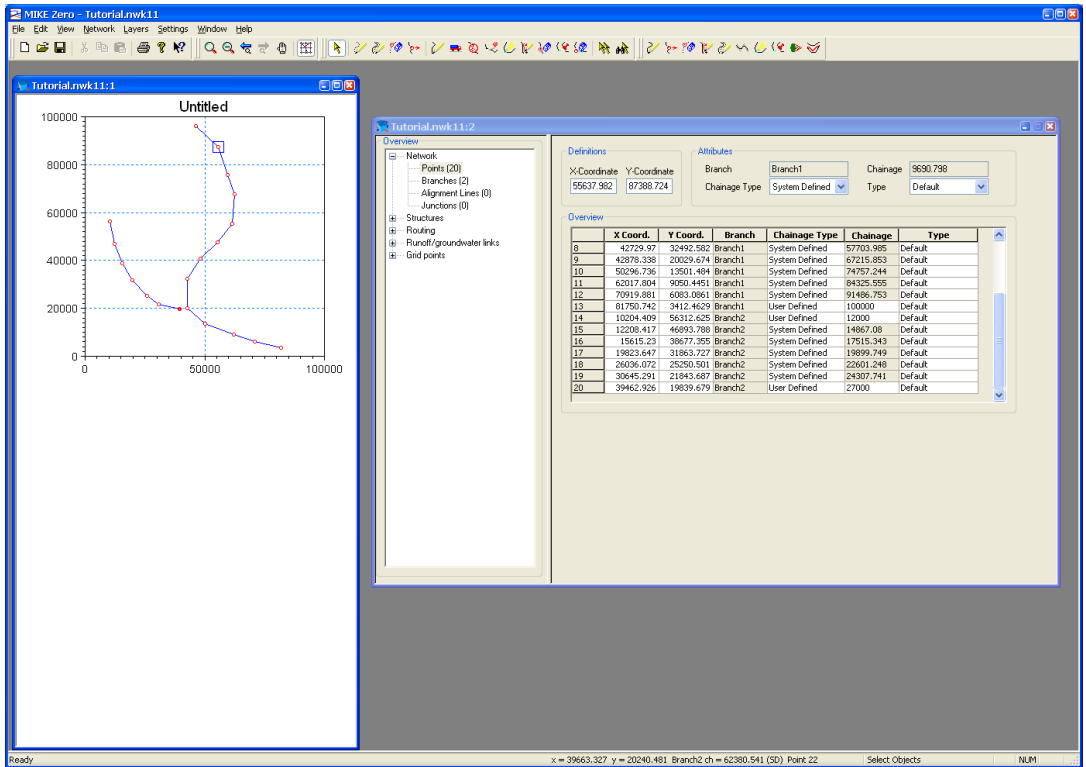 MIKE Zero - Tutorial.nwk11
File Edit View Network Layers Settings Window Help
Tutorial.nwk11:1
Untitled
100000
80000
60000
40000
20000
0
0 50000 100000
Tutorial.nwk11:2
Overview
Network
Points (20)
Branches (2)
Alignment Lines (0)
Junctions (0)
Structures
Routing
Runoff/groundwater links
Grid points
Definitions
X-Coordinate Y-Coordinate
55637.982 87388.724
Attributes
Branch Branch1 Chainage 9690.798
Chainage Type System Defined Type Default
Overview
X Coord. Y Coord. Branch Chainage Type Chainage Type
8 42729.97 32492.582 Branch1 System Defined 57703.985 Default
9 42878.338 20029.674 Branch1 System Defined 67215.853 Default
10 50296.736 13501.484 Branch1 System Defined 74757.244 Default
11 62017.804 9050.4451 Branch1 System Defined 84325.555 Default
12 70919.881 6083.0861 Branch1 System Defined 91486.753 Default
13 81750.742 3412.4629 Branch1 User Defined 100000 Default
14 10204.409 56312.625 Branch2 User Defined 12000 Default
15 12208.417 46893.788 Branch2 System Defined 14867.08 Default
16 15615.23 38677.355 Branch2 System Defined 17515.343 Default
17 19823.647 31863.727 Branch2 System Defined 19899.749 Default
18 26036.072 25250.501 Branch2 System Defined 22601.248 Default
19 30645.291 21843.687 Branch2 System Defined 24307.741 Default
20 39462.926 19839.679 Branch2 User Defined 27000 Default
Ready
x = 39663.327 y = 20240.481 Branch2 ch = 62380.541 (SD) Point 22
Select Objects
NUM